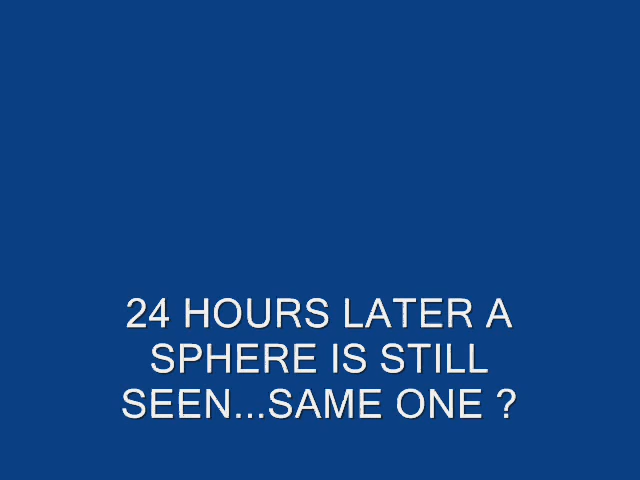 24 HOURS LATER A
SPHERE IS STILL
SEEN...SAME ONE ?